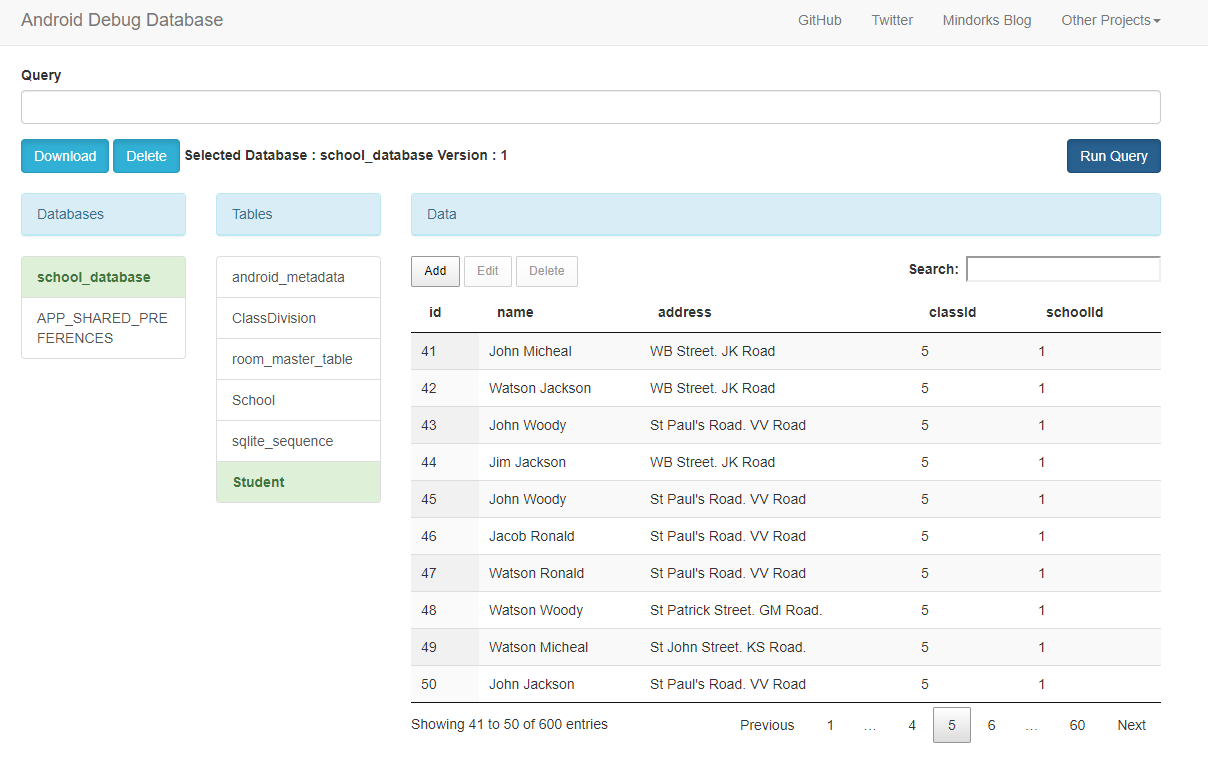 Android Debug Database GitHub Twitter Mindorks Blog Other Projects
Query
Download Delete Selected Database : school_database Version : 1 Run Query
Databases Tables Data
school_database
APP_SHARED_PRE
FERENCES
android_metadata
ClassDivision
room_master_table
School
sqlite_sequence
Student
Add Edit Delete Search:
id name address classId schoolId
41 John Micheal WB Street. JK Road 5 1
42 Watson Jackson WB Street. JK Road 5 1
43 John Woody St Paul's Road. VV Road 5 1
44 Jim Jackson WB Street. JK Road 5 1
45 John Woody St Paul's Road. VV Road 5 1
46 Jacob Ronald St Paul's Road. VV Road 5 1
47 Watson Ronald St Paul's Road. VV Road 5 1
48 Watson Woody St Patrick Street. GM Road. 5 1
49 Watson Micheal St John Street. KS Road. 5 1
50 John Jackson St Paul's Road. VV Road 5 1
Showing 41 to 50 of 600 entries Previous 1 … 4 5 6 … 60 Next